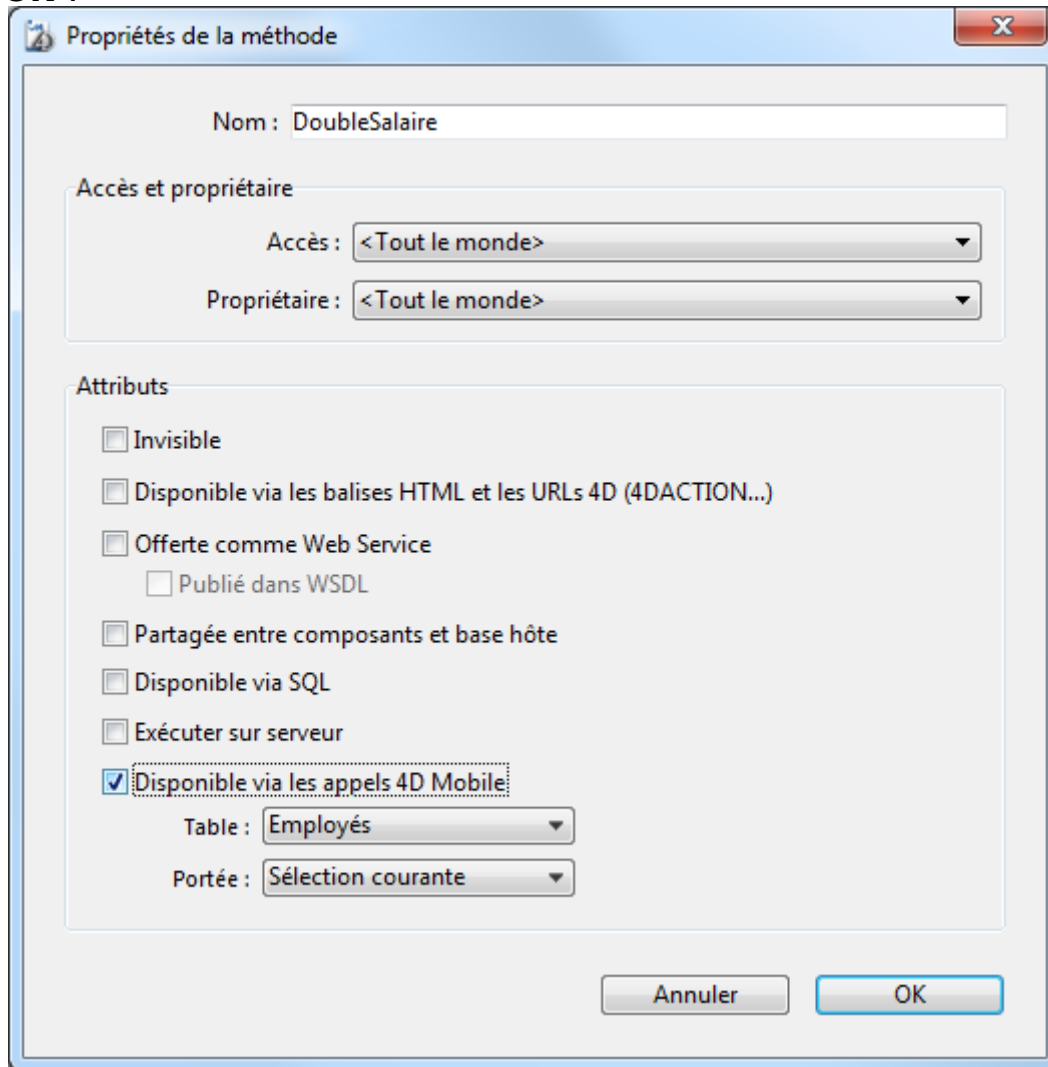 Propriétés de la méthode
Nom : DoubleSalaire
Accès et propriétaire
Accès : <Tout le monde>
Propriétaire : <Tout le monde>
Attributs
Invisible
Disponible via les balises HTML et les URLs 4D (4DACTION...)
Offerte comme Web Service
Publié dans WSDL
Partagée entre composants et base hôte
Disponible via SQL
Exécuter sur serveur
Disponible via les appels 4D Mobile
Table : Employés
Portée : Sélection courante
Annuler OK